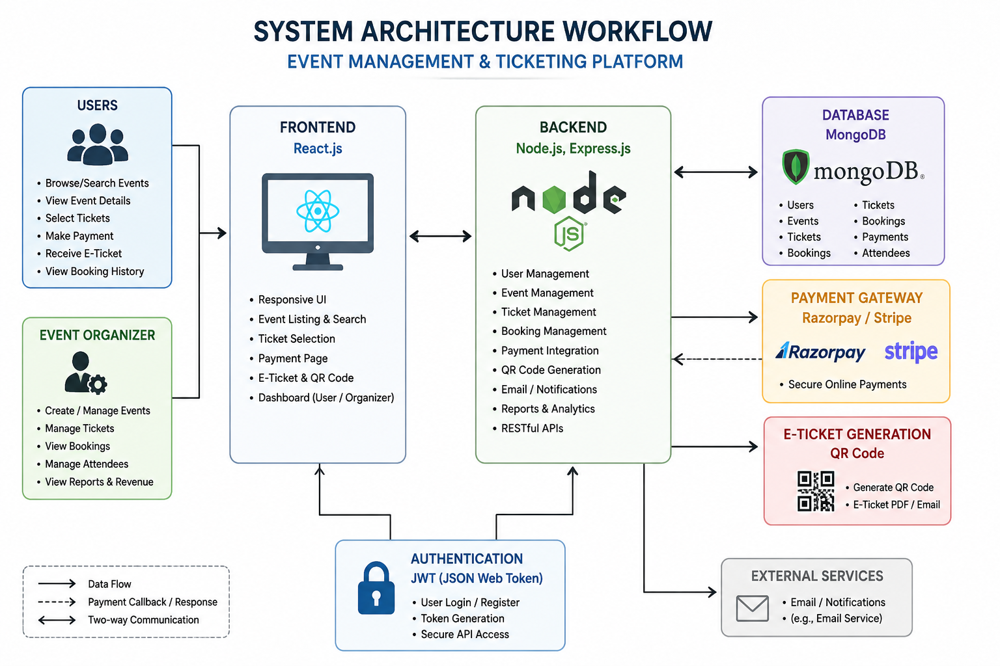 SYSTEM ARCHITECTURE WORKFLOW
EVENT MANAGEMENT & TICKETING PLATFORM
USERS
• Browse/Search Events
• View Event Details
• Select Tickets
• Make Payment
• Receive E-Ticket
• View Booking History
EVENT ORGANIZER
• Create / Manage Events
• Manage Tickets
• View Bookings
• Manage Attendees
• View Reports & Revenue
FRONTEND
React.js
• Responsive UI
• Event Listing & Search
• Ticket Selection
• Payment Page
• E-Ticket & QR Code
• Dashboard (User / Organizer)
BACKEND
Node.js, Express.js
node
JS
• User Management
• Event Management
• Ticket Management
• Booking Management
• Payment Integration
• QR Code Generation
• Email / Notifications
• Reports & Analytics
• RESTful APIs
DATABASE
MongoDB
mongoDB®
• Users
• Events
• Tickets
• Bookings
• Tickets
• Bookings
• Payments
• Attendees
PAYMENT GATEWAY
Razorpay / Stripe
Razorpay stripe
• Secure Online Payments
E-TICKET GENERATION
QR Code
• Generate QR Code
• E-Ticket PDF / Email
AUTHENTICATION
JWT (JSON Web Token)
• User Login / Register
• Token Generation
• Secure API Access
EXTERNAL SERVICES
• Email / Notifications
• (e.g., Email Service)
Data Flow
Payment Callback / Response
Two-way Communication